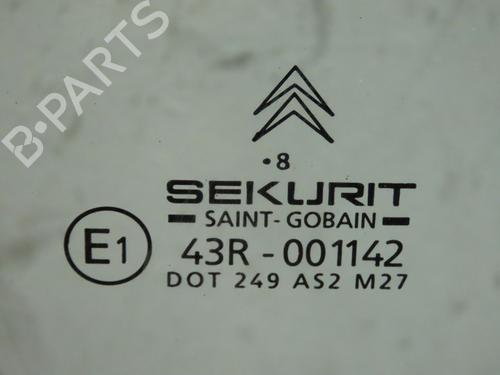 B-PARTS
.8
SEKURIT
SAINT-GOBAIN
E1
43R - 001142
DOT 249 AS2 M27